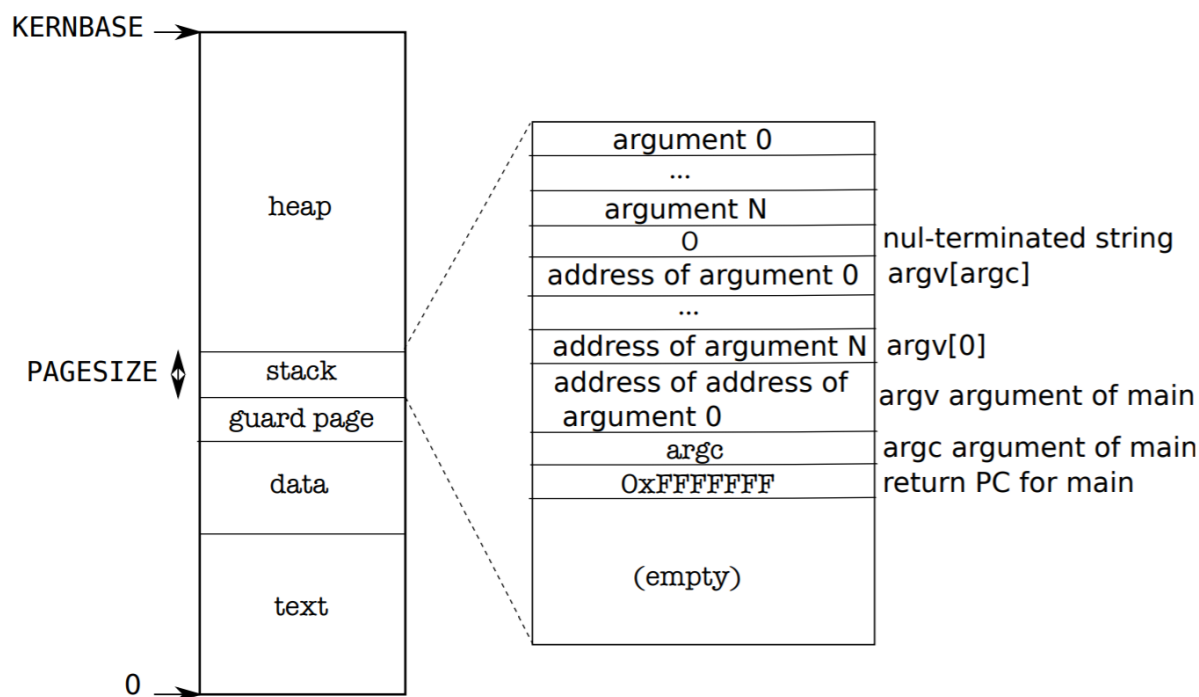 KERNBASE
heap
PAGESIZE
stack
guard page
data
text
0
argument 0
...
argument N
0
nul-terminated string
address of argument 0
argv[argc]
...
address of argument N
argv[0]
address of address of
argument 0
argv argument of main
argc
argc argument of main
0xFFFFFFF
return PC for main
(empty)